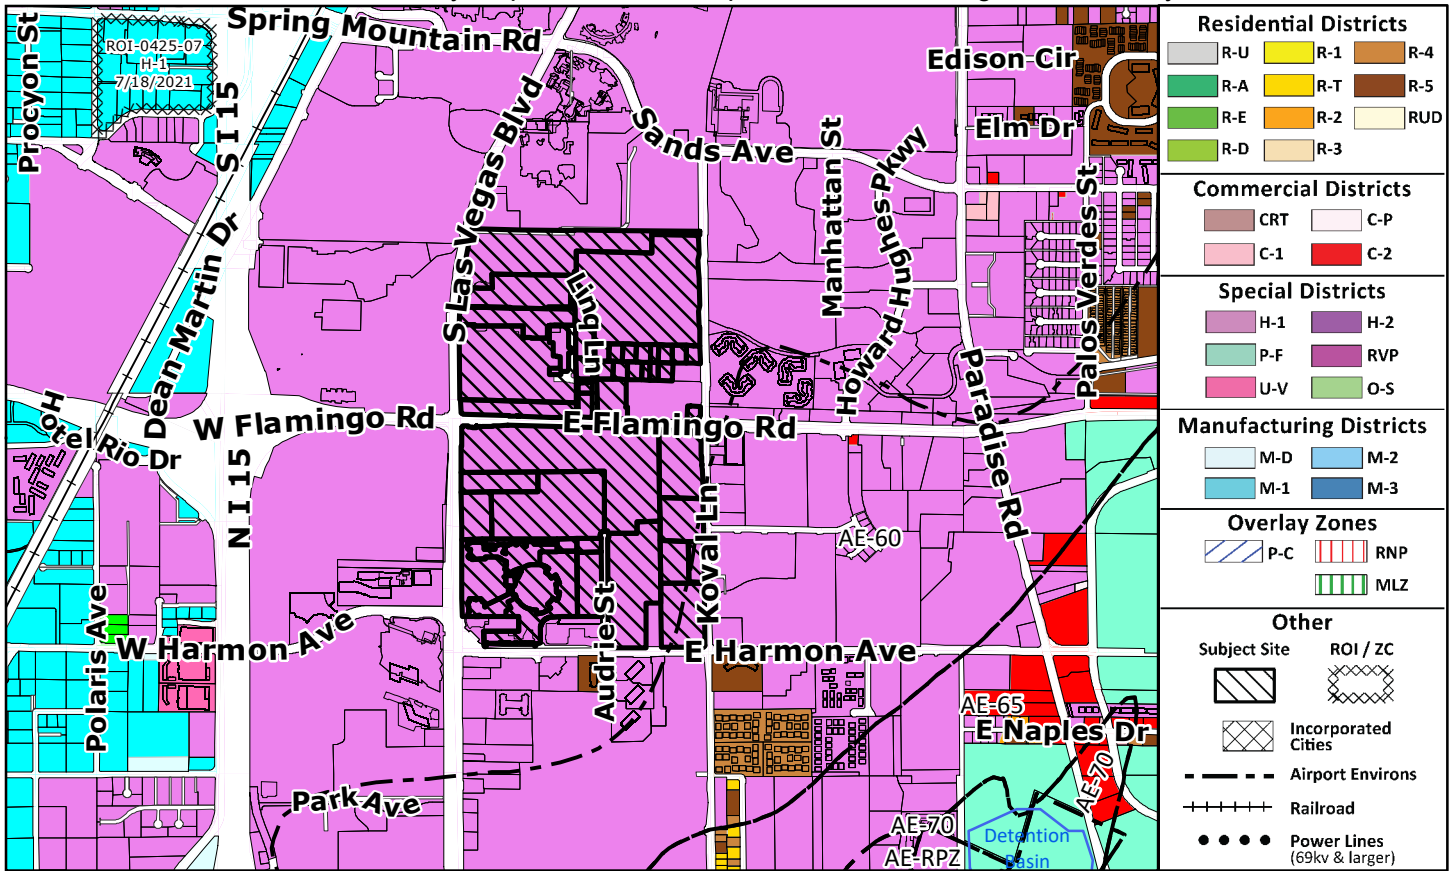 Spring Mountain Rd
Procyon St
ROI-0425-07
H-1
7/18/2021
S I 15
S Las Vegas Blvd
Sands Ave
Edison Cir
Elm Dr
Manhattan St
Howard Hughes Pkwy
Palos Verdes St
Dean Martin Dr
Ling Ln
Paradise Rd
Hotel Rio Dr
W Flamingo Rd
E Flamingo Rd
N I 15
Koval Ln
AE-60
Polaris Ave
W Harmon Ave
Audrie St
E Harmon Ave
AE-65
E Naples Dr
AE-70
Park Ave
AE-70
AE-RPZ
Detention
Basin
Residential Districts
R-U
R-1
R-4
R-A
R-T
R-5
R-E
R-2
RUD
R-D
R-3
Commercial Districts
CRT
C-P
C-1
C-2
Special Districts
H-1
H-2
P-F
RVP
U-V
O-S
Manufacturing Districts
M-D
M-2
M-1
M-3
Overlay Zones
P-C
RNP
MLZ
Other
Subject Site
ROI / ZC
Incorporated
Cities
Airport Environs
Railroad
Power Lines
(69kv & larger)